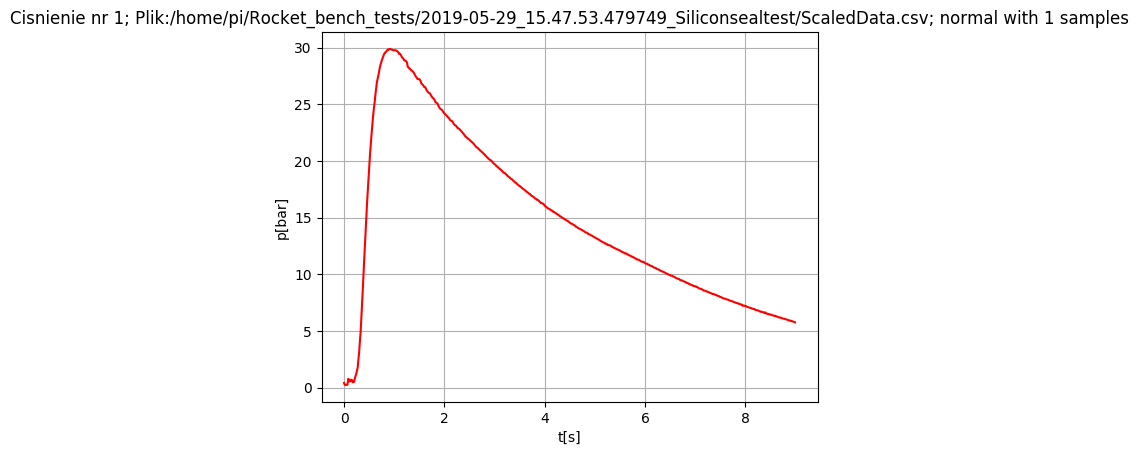 Cisnienie nr 1; Plik:/home/pi/Rocket_bench_tests/2019-05-29_15.47.53.479749_Siliconsealtest/ScaledData.csv; normal with 1 samples
30
25
20
15
10
5
0
p[bar]
0 2 4 6 8
t[s]